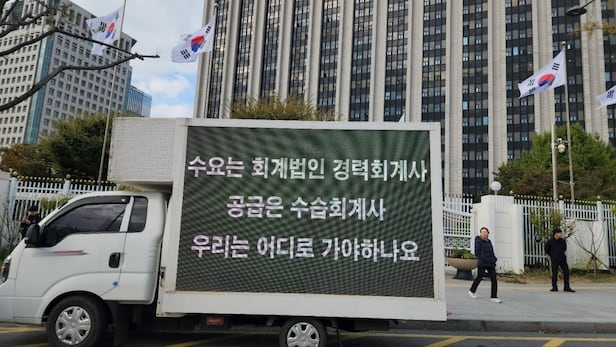 수요는 회계법인 경력회계사
공급은 수습회계사
우리는 어디로 가야하나요